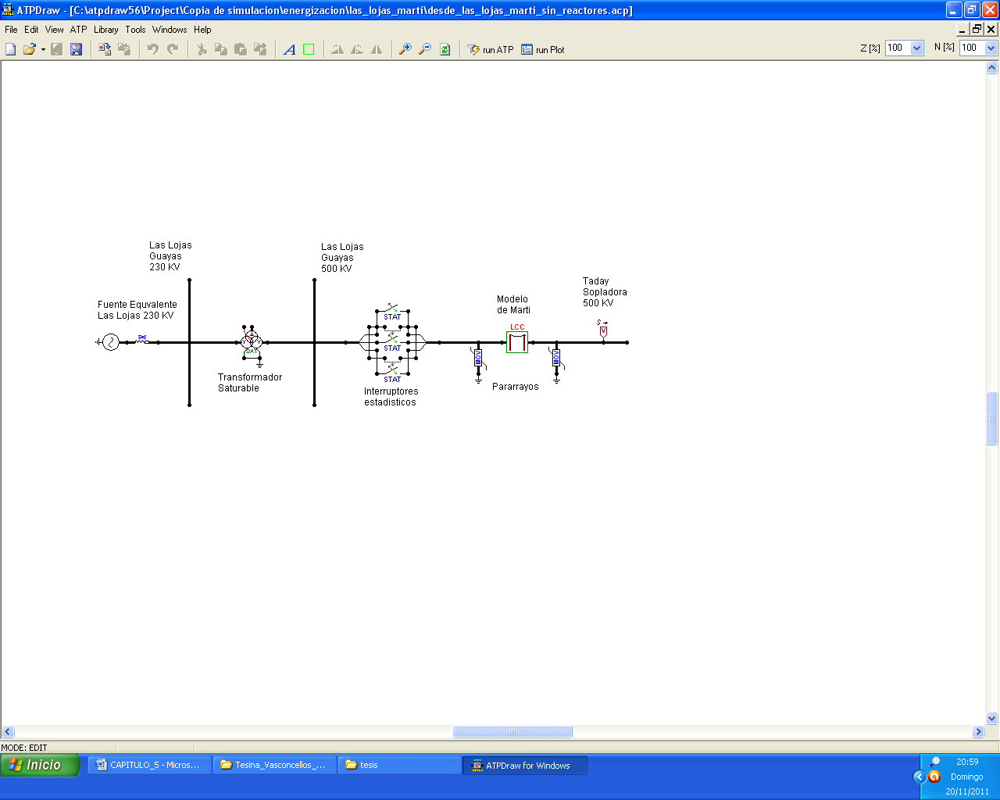 ATPDraw - [C:\atpdraw56\Project\Copia de simulacion\energizacion\las_lojas_marti\desde_las_lojas_marti_sin_reactores.acp]
File Edit View ATP Library Tools Windows Help
run ATP run Plot Z [%] 100 N [%] 100
Las Lojas
Guayas
230 KV
Las Lojas
Guayas
500 KV
Taday
Sopladora
500 KV
Fuente Equvalente
Las Lojas 230 KV
Modelo
de Marti
LCC
S
V
STAT
STAT
STAT
Y
Y
SAT
MOV
MOV
Transformador
Saturable
Interruptores
estadisticos
Pararrayos
MODE: EDIT
Inicio
CAPITULO_5 - Micros...
Tesina_Vasconcellos_...
tesis
ATPDraw for Windows
20:59
Domingo
20/11/2011